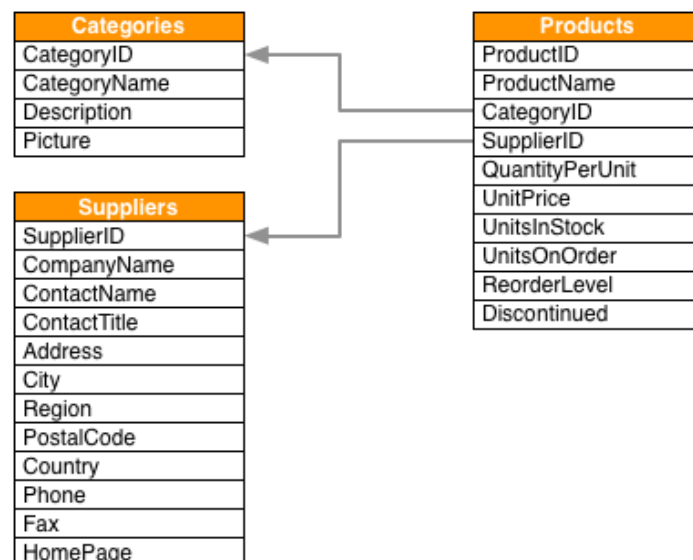 Categories
CategoryID
CategoryName
Description
Picture
Suppliers
SupplierID
CompanyName
ContactName
ContactTitle
Address
City
Region
PostalCode
Country
Phone
Fax
HomePage
Products
ProductID
ProductName
CategoryID
SupplierID
QuantityPerUnit
UnitPrice
UnitsInStock
UnitsOnOrder
ReorderLevel
Discontinued